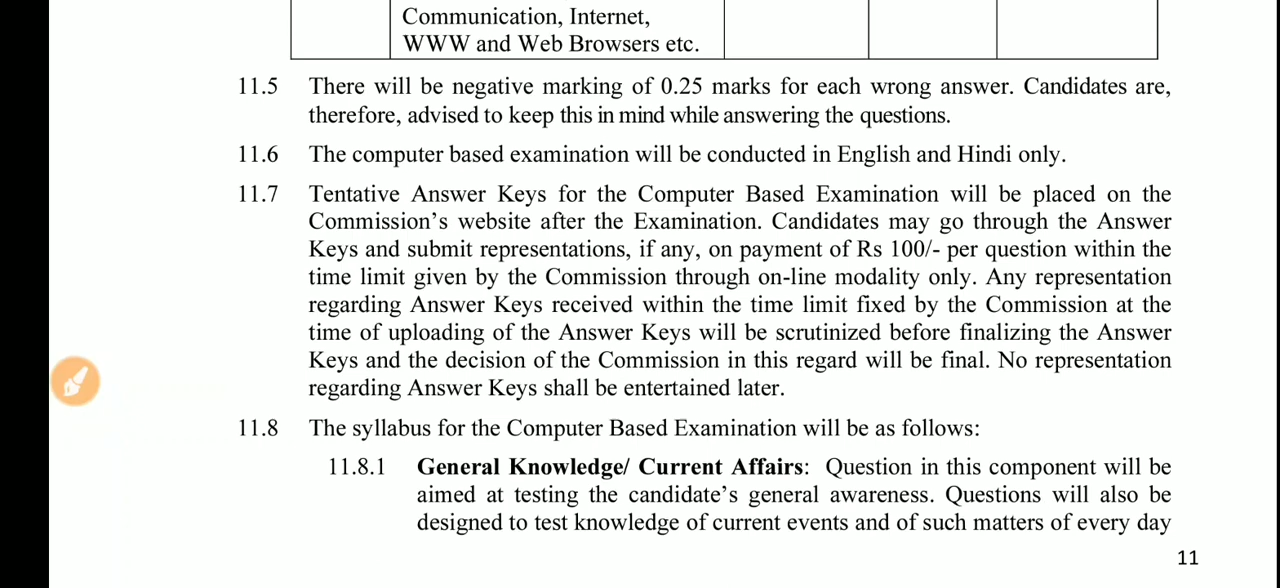 Communication, Internet,
WWW and Web Browsers etc.
11.5 There will be negative marking of 0.25 marks for each wrong answer. Candidates are,
therefore, advised to keep this in mind while answering the questions.
11.6 The computer based examination will be conducted in English and Hindi only.
11.7 Tentative Answer Keys for the Computer Based Examination will be placed on the
Commission’s website after the Examination. Candidates may go through the Answer
Keys and submit representations, if any, on payment of Rs 100/- per question within the
time limit given by the Commission through on-line modality only. Any representation
regarding Answer Keys received within the time limit fixed by the Commission at the
time of uploading of the Answer Keys will be scrutinized before finalizing the Answer
Keys and the decision of the Commission in this regard will be final. No representation
regarding Answer Keys shall be entertained later.
11.8 The syllabus for the Computer Based Examination will be as follows:
11.8.1 General Knowledge/ Current Affairs: Question in this component will be
aimed at testing the candidate’s general awareness. Questions will also be
designed to test knowledge of current events and of such matters of every day
11